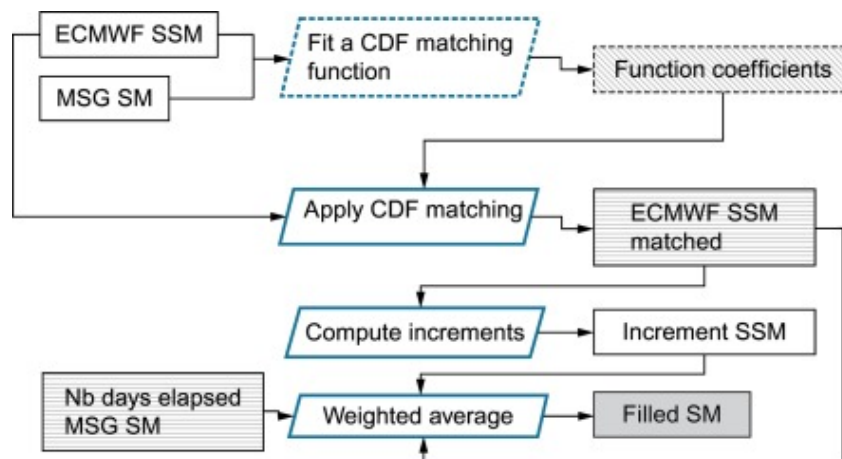 ECMWF SSM
MSG SM
Fit a CDF matching
function
Function coefficients
Apply CDF matching
ECMWF SSM
matched
Compute increments
Increment SSM
Nb days elapsed
MSG SM
Weighted average
Filled SM